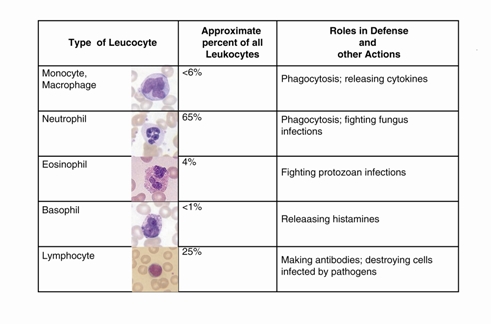 Type of Leucocyte
Approximate
percent of all
Leukocytes
Roles in Defense
and
other Actions
Monocyte,
Macrophage
<6%
Phagocytosis; releasing cytokines
Neutrophil
65%
Phagocytosis; fighting fungus
infections
Eosinophil
4%
Fighting protozoan infections
Basophil
<1%
Releaasing histamines
Lymphocyte
25%
Making antibodies; destroying cells
infected by pathogens